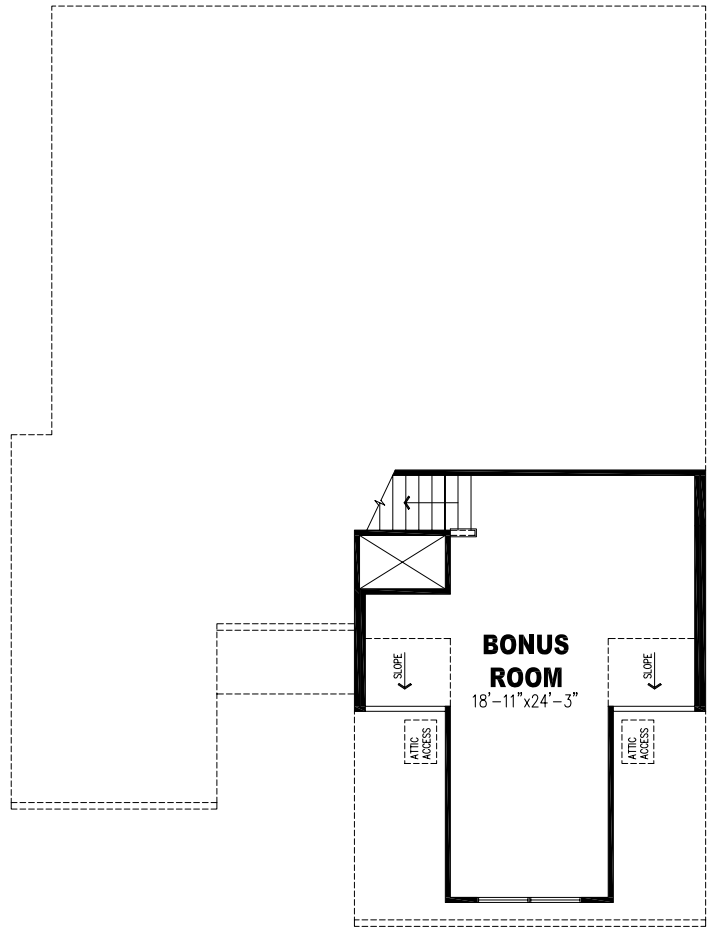 BONUS
ROOM
18'-11"x24'-3"
SLOPE
SLOPE
ATTIC
ACCESS
ATTIC
ACCESS